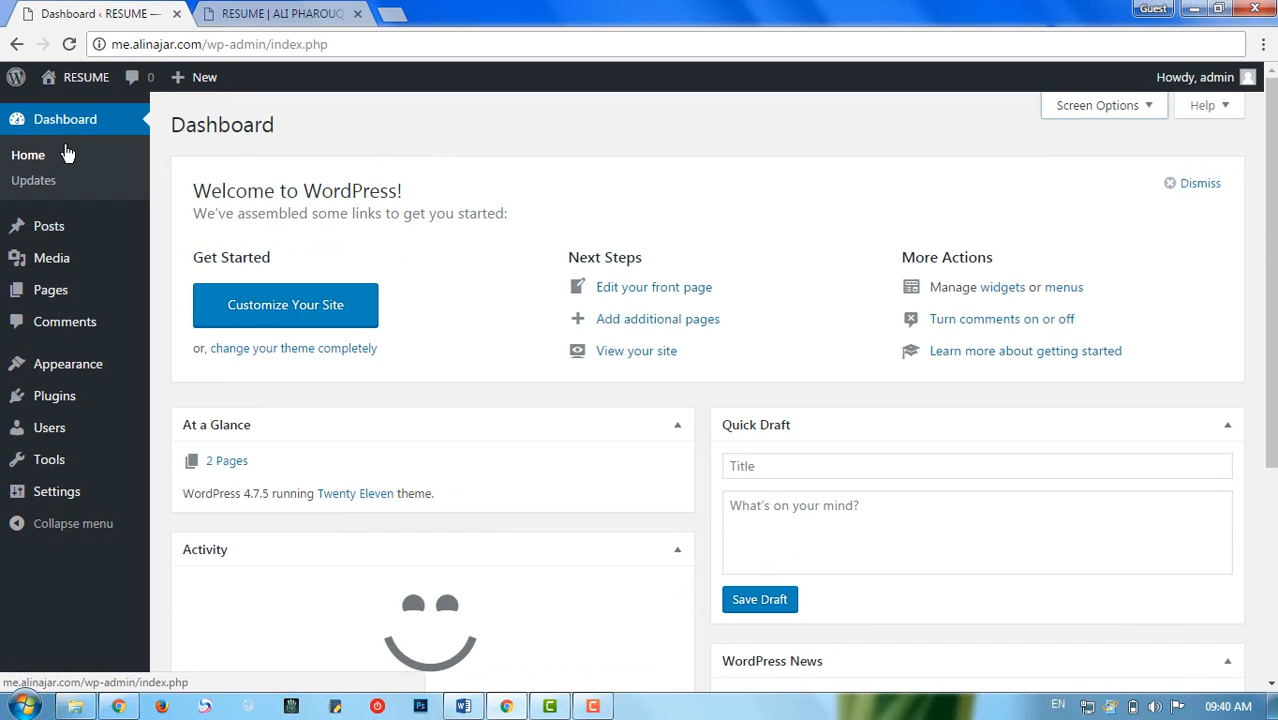 Dashboard ‹ RESUME —
RESUME | ALI PHAROUQ
Guest
me.alinajar.com/wp-admin/index.php
RESUME 0 New
Howdy, admin
Dashboard
Home
Updates
Posts
Media
Pages
Comments
Appearance
Plugins
Users
Tools
Settings
Collapse menu
Screen Options
Help
Dashboard
Welcome to WordPress!
Dismiss
We've assembled some links to get you started:
Get Started
Customize Your Site
or, change your theme completely
Next Steps
Edit your front page
Add additional pages
View your site
More Actions
Manage widgets or menus
Turn comments on or off
Learn more about getting started
At a Glance
2 Pages
WordPress 4.7.5 running Twenty Eleven theme.
Activity
Quick Draft
Title
What's on your mind?
Save Draft
WordPress News
me.alinajar.com/wp-admin/index.php
EN
09:40 AM